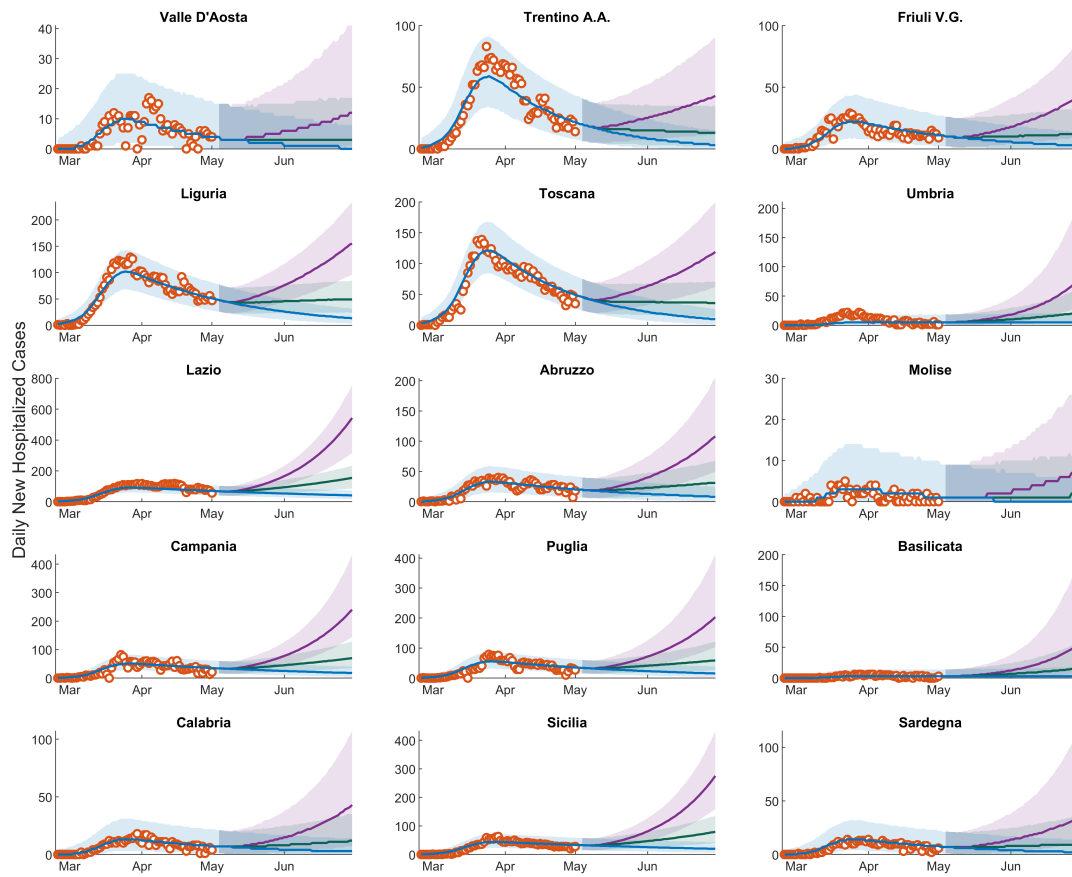 Valle D'Aosta
Trentino A.A.
Friuli V.G.
40
30
20
10
0
Mar Apr May Jun
100
50
0
Mar Apr May Jun
100
50
0
Mar Apr May Jun
Liguria
Toscana
Umbria
200
150
100
50
0
Mar Apr May Jun
200
150
100
50
0
Mar Apr May Jun
200
150
100
50
0
Mar Apr May Jun
Daily New Hospitalized Cases
Lazio
Abruzzo
Molise
800
600
400
200
0
Mar Apr May Jun
200
150
100
50
0
Mar Apr May Jun
30
20
10
0
Mar Apr May Jun
Campania
Puglia
Basilicata
400
300
200
100
0
Mar Apr May Jun
400
300
200
100
0
Mar Apr May Jun
200
150
100
50
0
Mar Apr May Jun
Calabria
Sicilia
Sardegna
100
50
0
Mar Apr May Jun
400
300
200
100
0
Mar Apr May Jun
100
50
0
Mar Apr May Jun